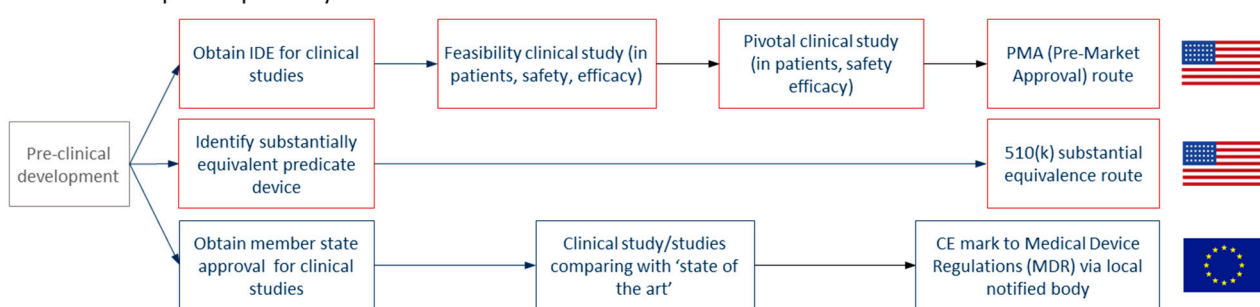 Obtain IDE for clinical
studies
Feasibility clinical study (in
patients, safety, efficacy)
Pivotal clinical study
(in patients, safety
efficacy)
PMA (Pre-Market
Approval) route
Pre-clinical
development
Identify substantially
equivalent predicate
device
510(k) substantial
equivalence route
Obtain member state
approval for clinical
studies
Clinical study/studies
comparing with ‘state of
the art’
CE mark to Medical Device
Regulations (MDR) via local
notified body